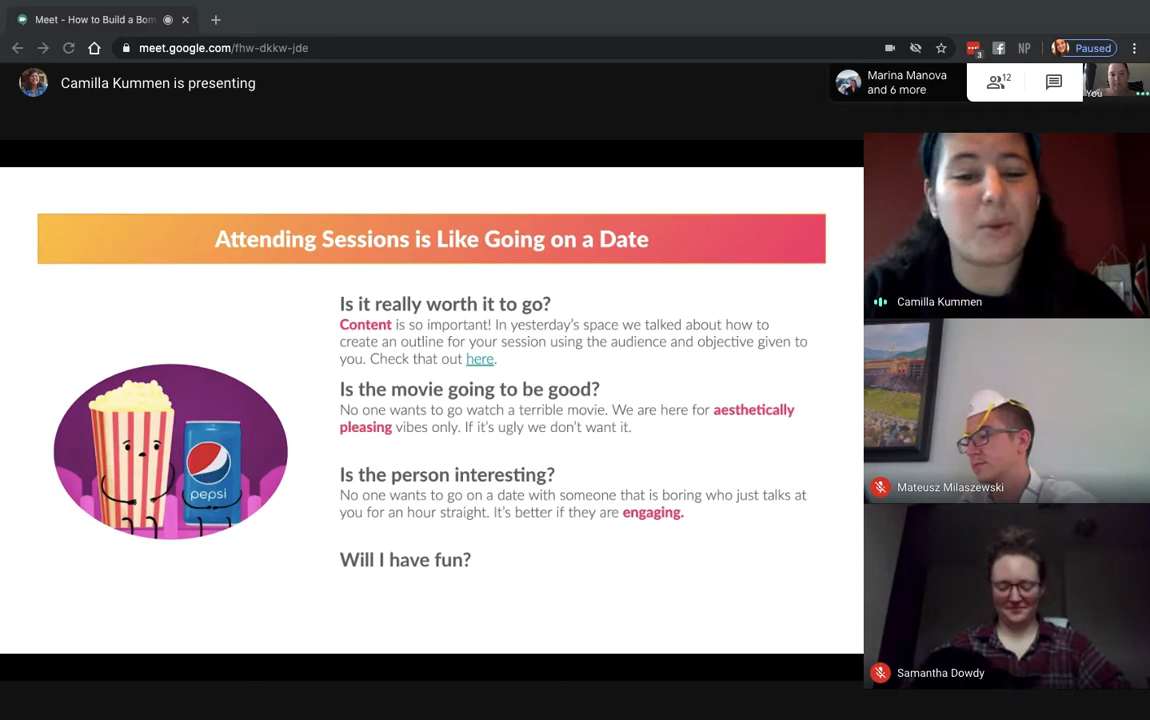 Meet - How to Build a Bom
meet.google.com/fhw-dkkw-jde
3
NP
Paused
Camilla Kummen is presenting
Marina Manova
and 6 more
12
You
Attending Sessions is Like Going on a Date
Is it really worth it to go?
Content is so important! In yesterday's space we talked about how to
create an outline for your session using the audience and objective given to
you. Check that out here.
Is the movie going to be good?
No one wants to go watch a terrible movie. We are here for aesthetically
pleasing vibes only. If it's ugly we don't want it.
Is the person interesting?
No one wants to go on a date with someone that is boring who just talks at
you for an hour straight. It's better if they are engaging.
Will I have fun?
pepsi
Camilla Kummen
Mateusz Milaszewski
Samantha Dowdy